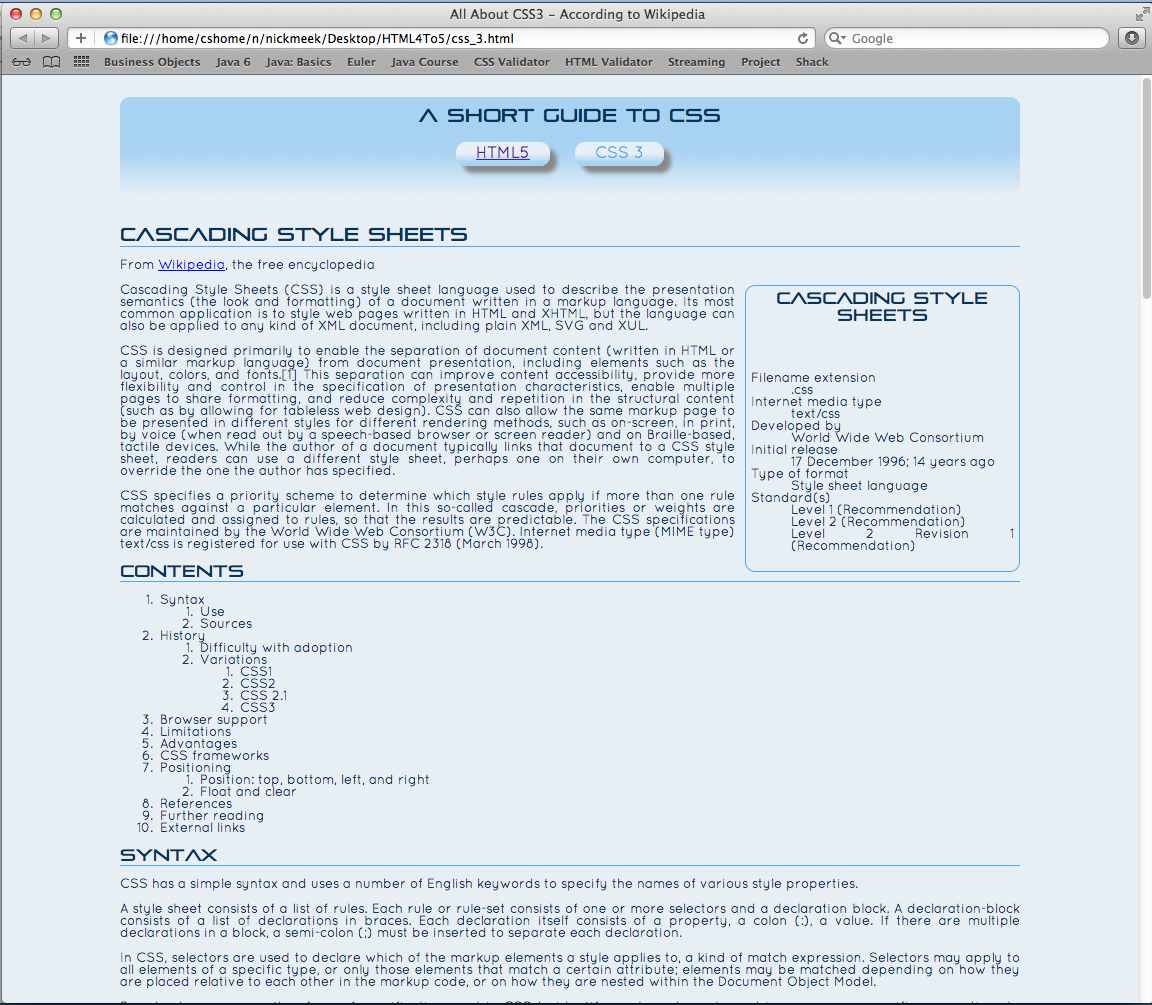 All About CSS3 – According to Wikipedia
file:///home/cshome/n/nickmeek/Desktop/HTML4To5/css_3.html
Google
Business Objects Java 6 Java: Basics Euler Java Course CSS Validator HTML Validator Streaming Project Shack
A SHORT GUIDE TO CSS
HTML5 CSS 3
CASCADING STYLE SHEETS
From Wikipedia, the free encyclopedia
Cascading Style Sheets (CSS) is a style sheet language used to describe the presentation
semantics (the look and formatting) of a document written in a markup language. Its most
common application is to style web pages written in HTML and XHTML, but the language can
also be applied to any kind of XML document, including plain XML, SVG and XUL.
CSS is designed primarily to enable the separation of document content (written in HTML or
a similar markup language) from document presentation, including elements such as the
layout, colors, and fonts.[1] This separation can improve content accessibility, provide more
flexibility and control in the specification of presentation characteristics, enable multiple
pages to share formatting, and reduce complexity and repetition in the structural content
(such as by allowing for tableless web design). CSS can also allow the same markup page to
be presented in different styles for different rendering methods, such as on-screen, in print,
by voice (when read out by a speech-based browser or screen reader) and on Braille-based,
tactile devices. While the author of a document typically links that document to a CSS style
sheet, readers can use a different style sheet, perhaps one on their own computer, to
override the one the author has specified.
CSS specifies a priority scheme to determine which style rules apply if more than one rule
matches against a particular element. In this so-called cascade, priorities or weights are
calculated and assigned to rules, so that the results are predictable. The CSS specifications
are maintained by the World Wide Web Consortium (W3C). Internet media type (MIME type)
text/css is registered for use with CSS by RFC 2318 (March 1998).
CASCADING STYLE
SHEETS
Filename extension
.css
Internet media type
text/css
Developed by
World Wide Web Consortium
Initial release
17 December 1996; 14 years ago
Type of format
Style sheet language
Standard(s)
Level 1 (Recommendation)
Level 2 (Recommendation)
Level 2 Revision 1
(Recommendation)
CONTENTS
1. Syntax
1. Use
2. Sources
2. History
1. Difficulty with adoption
2. Variations
1. CSS1
2. CSS2
3. CSS 2.1
4. CSS3
3. Browser support
4. Limitations
5. Advantages
6. CSS frameworks
7. Positioning
1. Position: top, bottom, left, and right
2. Float and clear
8. References
9. Further reading
10. External links
SYNTAX
CSS has a simple syntax and uses a number of English keywords to specify the names of various style properties.
A style sheet consists of a list of rules. Each rule or rule-set consists of one or more selectors and a declaration block. A declaration-block
consists of a list of declarations in braces. Each declaration itself consists of a property, a colon (:), a value. If there are multiple
declarations in a block, a semi-colon (;) must be inserted to separate each declaration.
In CSS, selectors are used to declare which of the markup elements a style applies to, a kind of match expression. Selectors may apply to
all elements of a specific type, or only those elements that match a certain attribute; elements may be matched depending on how they
are placed relative to each other in the markup code, or on how they are nested within the Document Object Model.